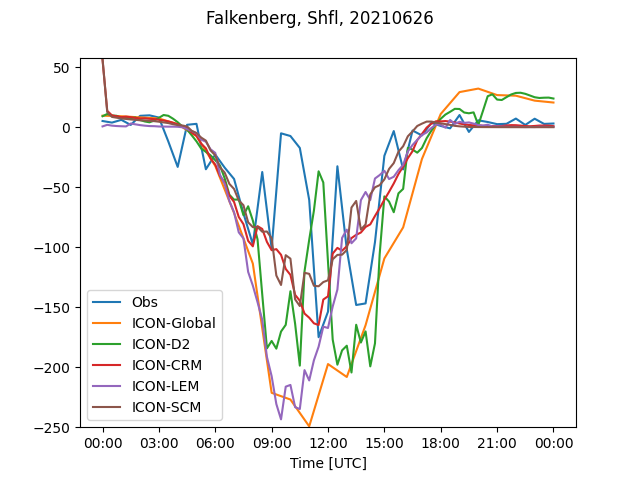 Falkenberg, Shfl, 20210626
50
0
−50
−100
−150
−200
−250
Obs
ICON-Global
ICON-D2
ICON-CRM
ICON-LEM
ICON-SCM
00:00 03:00 06:00 09:00 12:00 15:00 18:00 21:00 00:00
Time [UTC]